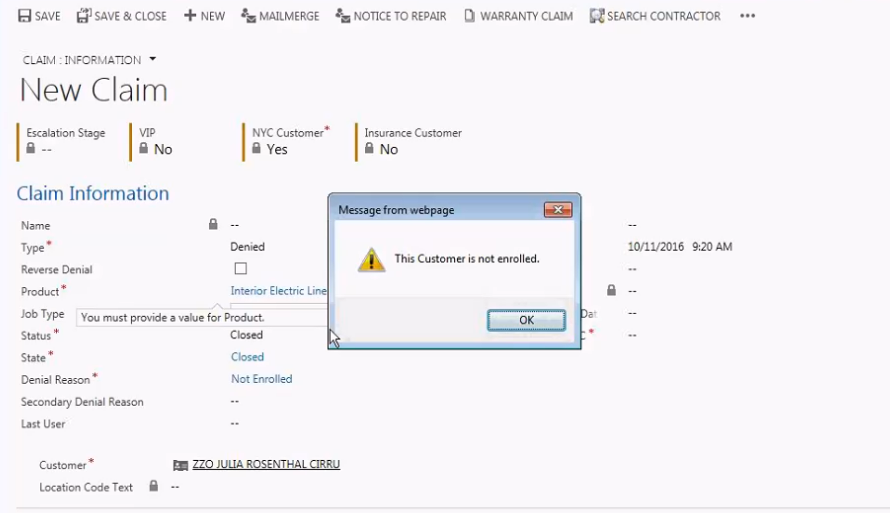 SAVE SAVE & CLOSE NEW MAILMERGE NOTICE TO REPAIR WARRANTY CLAIM SEARCH CONTRACTOR •••
CLAIM : INFORMATION
New Claim
Escalation Stage VIP NYC Customer* Insurance Customer
-- No Yes No
Claim Information
Message from webpage
Name -- --
Type* Denied 10/11/2016 9:20 AM
This Customer is not enrolled.
Reverse Denial --
Product* Interior Electric Line --
Job Type You must provide a value for Product. Dat --
OK
Status* Closed C* --
State* Closed
Denial Reason* Not Enrolled
Secondary Denial Reason --
Last User --
Customer* ZZO JULIA ROSENTHAL CIRRU
Location Code Text --